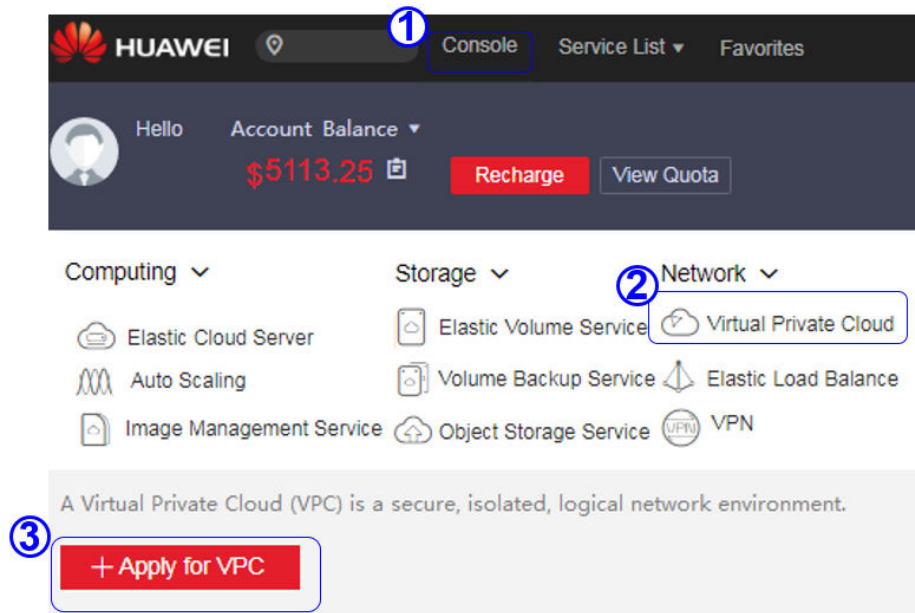 ①
HUAWEI Console Service List Favorites
Hello Account Balance
$5113.25 Recharge View Quota
Computing Storage Network
②
Elastic Cloud Server Elastic Volume Service Virtual Private Cloud
Auto Scaling Volume Backup Service Elastic Load Balance
Image Management Service Object Storage Service VPN VPN
A Virtual Private Cloud (VPC) is a secure, isolated, logical network environment.
③
+ Apply for VPC